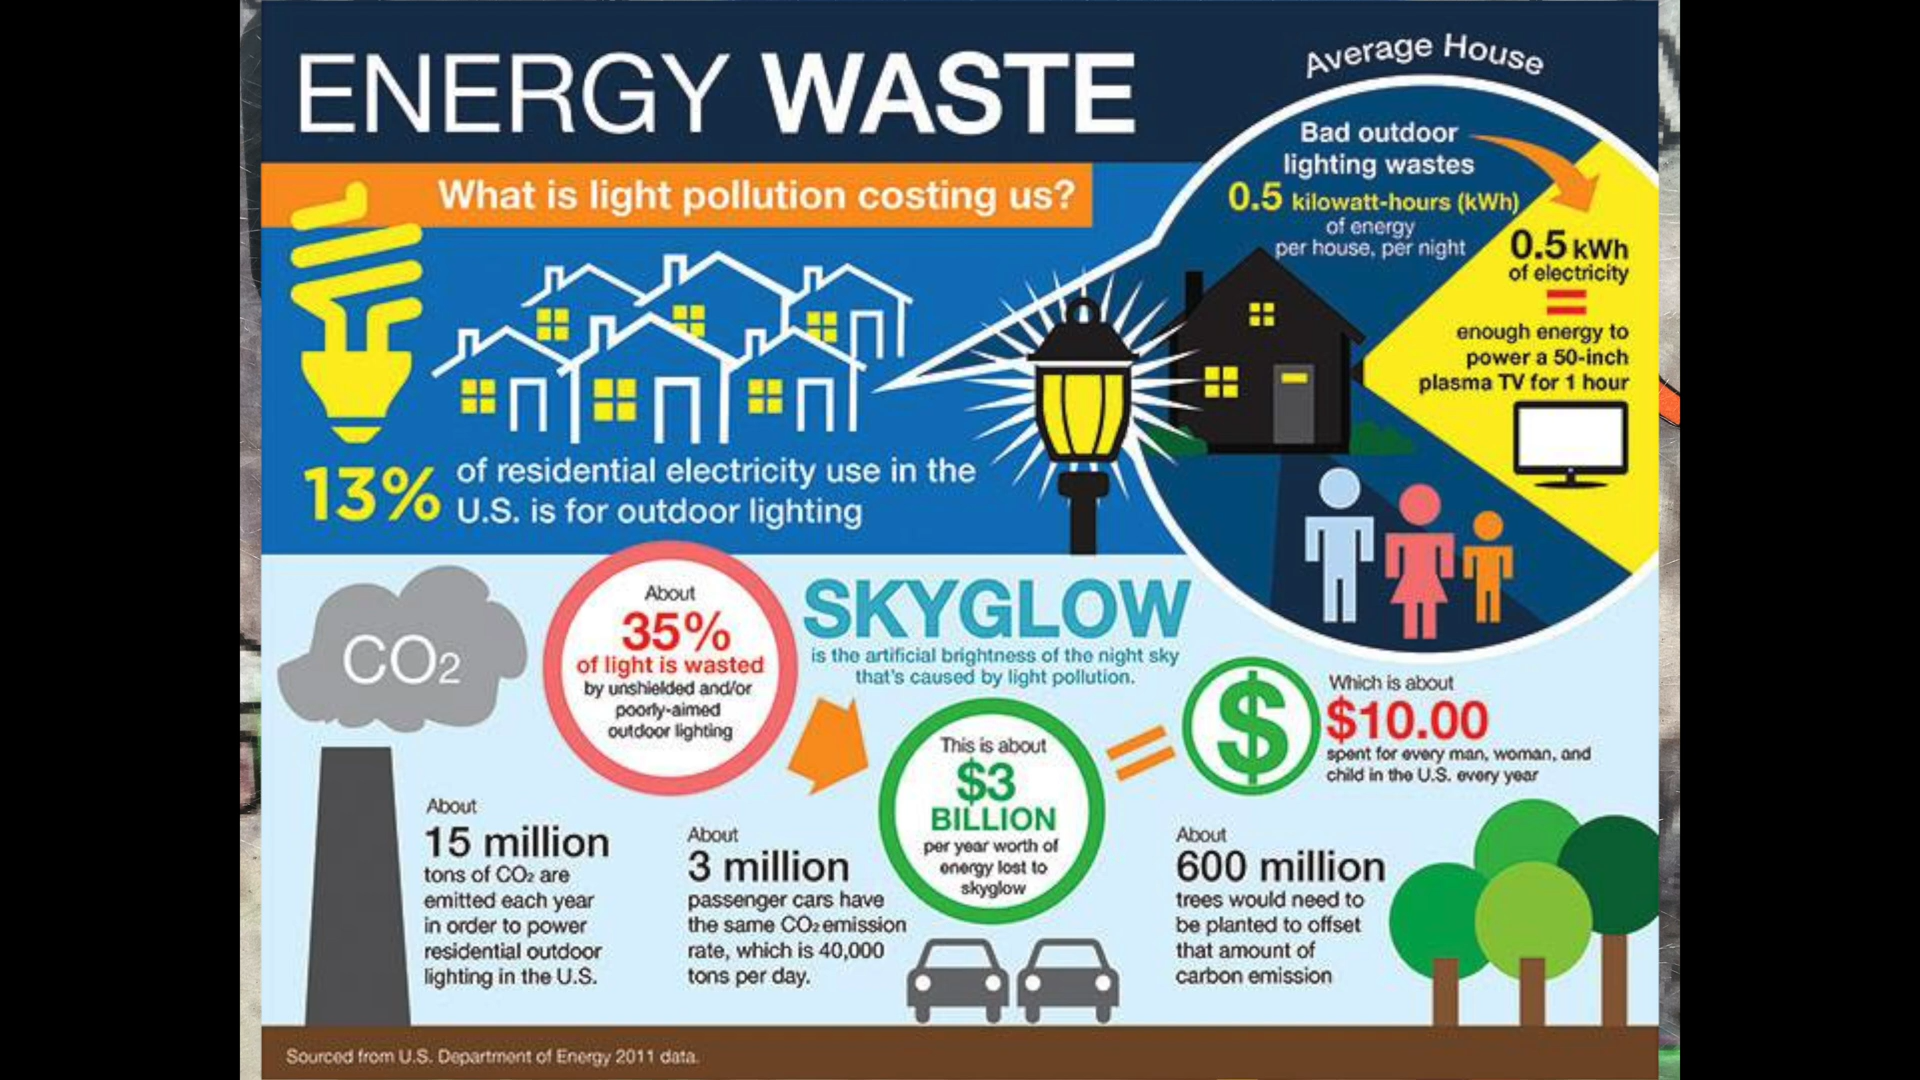 ENERGY WASTE
What is light pollution costing us?
Average House
Bad outdoor
lighting wastes
0.5 kilowatt-hours (kWh)
of energy
per house, per night
0.5 kWh
of electricity
=
enough energy to
power a 50-inch
plasma TV for 1 hour
13% of residential electricity use in the
U.S. is for outdoor lighting
CO₂
About
35%
of light is wasted
by unshielded and/or
poorly-aimed
outdoor lighting
SKYGLOW
is the artificial brightness of the night sky
that's caused by light pollution.
This is about
$3
BILLION
per year worth of
energy lost to
skyglow
=
$
Which is about
$10.00
spent for every man, woman, and
child in the U.S. every year
About
15 million
tons of CO₂ are
emitted each year
in order to power
residential outdoor
lighting in the U.S.
About
3 million
passenger cars have
the same CO₂ emission
rate, which is 40,000
tons per day.
About
600 million
trees would need to
be planted to offset
that amount of
carbon emission
Sourced from U.S. Department of Energy 2011 data.